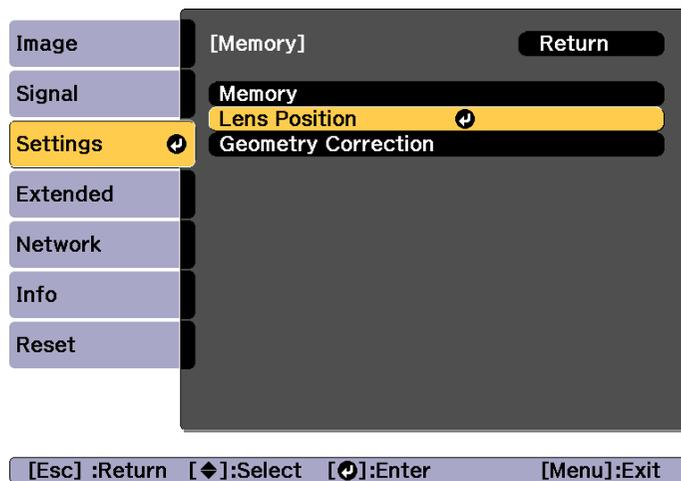 Image
Signal
Settings
Extended
Network
Info
Reset
[Memory] Return
Memory
Lens Position
Geometry Correction
[Esc] :Return [◆]:Select [↵]:Enter [Menu]:Exit